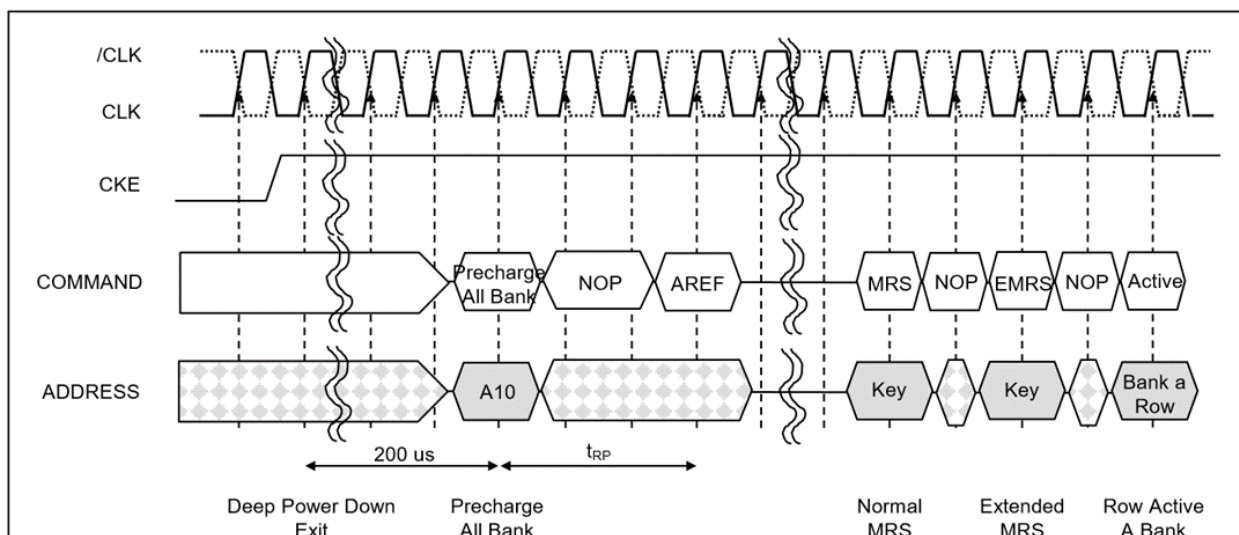 /CLK
CLK
CKE
COMMAND
Precharge
All Bank
NOP
AREF
MRS
NOP
EMRS
NOP
Active
ADDRESS
A10
Key
Key
Bank a
Row
200 us
tRP
Deep Power Down
Exit
Precharge
All Bank
Normal
MRS
Extended
MRS
Row Active
A Bank